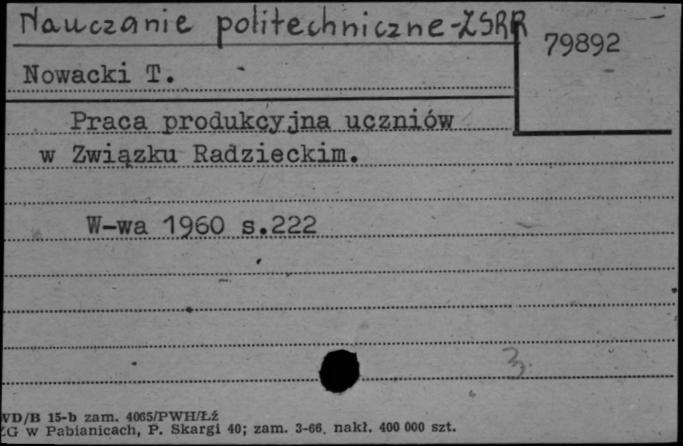 Nauczanie politechniczne-ZSRR
79892
Nowacki T.
Praca produkcyjna uczniów
w Związku Radzieckim.
W-wa 1960 s.222
3
VD/B 15-b zam. 4065/PWH/Łź
ZG w Pabianicach, P. Skargi 40; zam. 3-66, nakł. 400 000 szt.